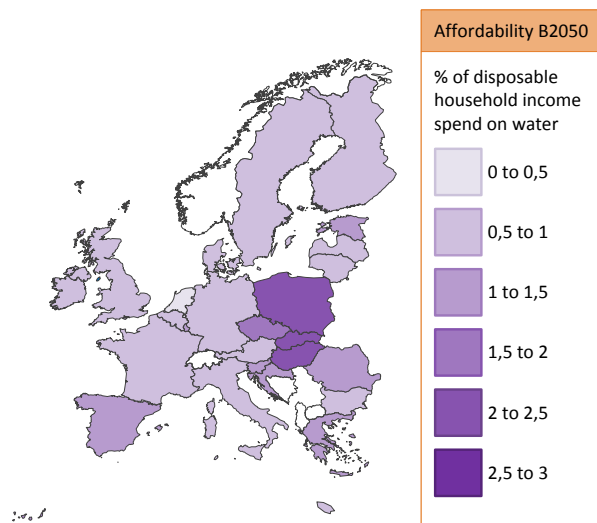 Affordability B2050
% of disposable
household income
spend on water
0 to 0,5
0,5 to 1
1 to 1,5
1,5 to 2
2 to 2,5
2,5 to 3